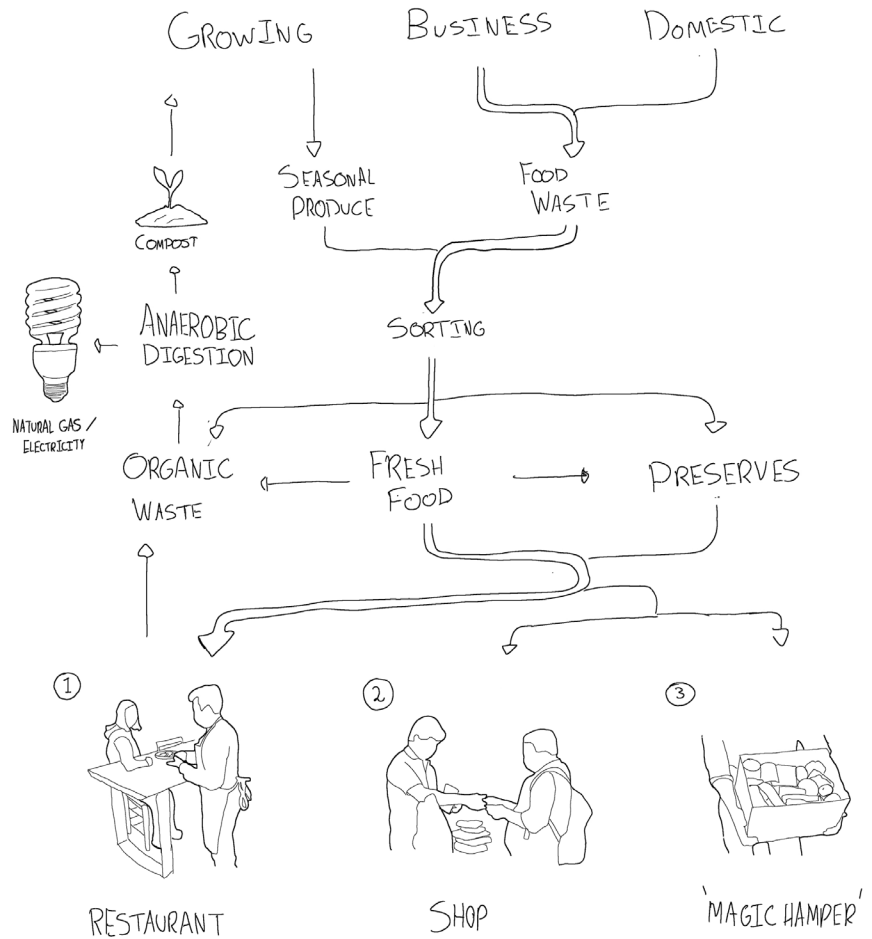 GROWING
BUSINESS
DOMESTIC
SEASONAL
PRODUCE
FOOD
WASTE
COMPOST
SORTING
ANAEROBIC
DIGESTION
NATURAL GAS /
ELECTRICITY
ORGANIC
WASTE
FRESH
FOOD
PRESERVES
1
2
3
RESTAURANT
SHOP
'MAGIC HAMPER'